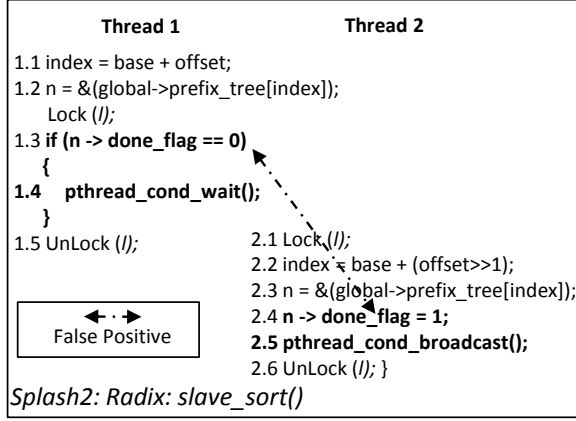 Thread 1
Thread 2
1.1 index = base + offset;
1.2 n = &(global->prefix_tree[index]);
Lock (l);
1.3 if (n -> done_flag == 0)
{
1.4 pthread_cond_wait();
}
1.5 UnLock (l);
2.1 Lock (l);
2.2 index = base + (offset>>1);
2.3 n = &(global->prefix_tree[index]);
2.4 n -> done_flag = 1;
2.5 pthread_cond_broadcast();
2.6 UnLock (l); }
False Positive
Splash2: Radix: slave_sort()